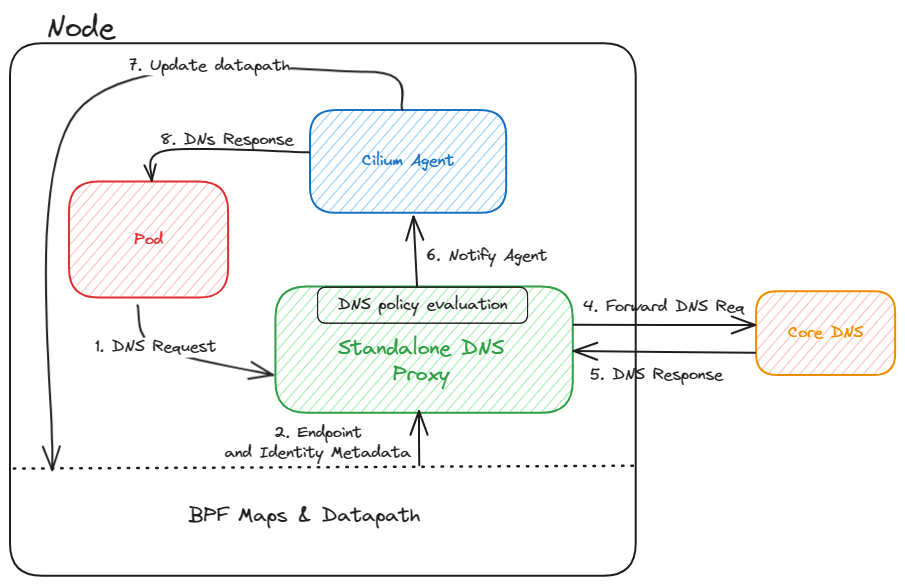 Node
7. Update datapath
8. DNs Response
Cilium Agent
Pod
6. Notify Agent
DNS policy evaluation
4. Forward DNS Req
Core DNS
1. DNS Request
Standalone DNS
Proxy
5. DNS Response
2. Endpoint
and Identity Metadata
BPF Maps & Datapath